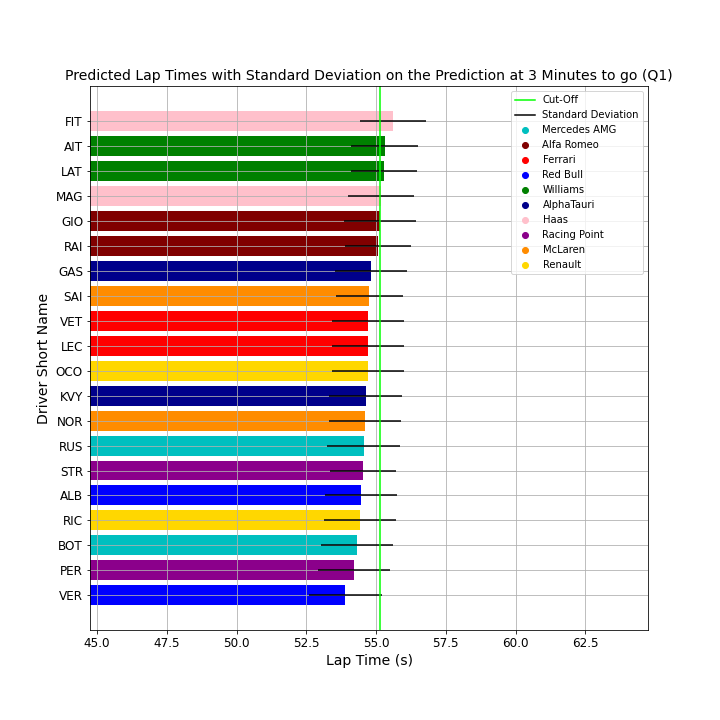 Predicted Lap Times with Standard Deviation on the Prediction at 3 Minutes to go (Q1)
Cut-Off
Standard Deviation
Mercedes AMG
Alfa Romeo
Ferrari
Red Bull
Williams
AlphaTauri
Haas
Racing Point
McLaren
Renault
Driver Short Name
FIT
AIT
LAT
MAG
GIO
RAI
GAS
SAI
VET
LEC
OCO
KVY
NOR
RUS
STR
ALB
RIC
BOT
PER
VER
45.0 47.5 50.0 52.5 55.0 57.5 60.0 62.5
Lap Time (s)